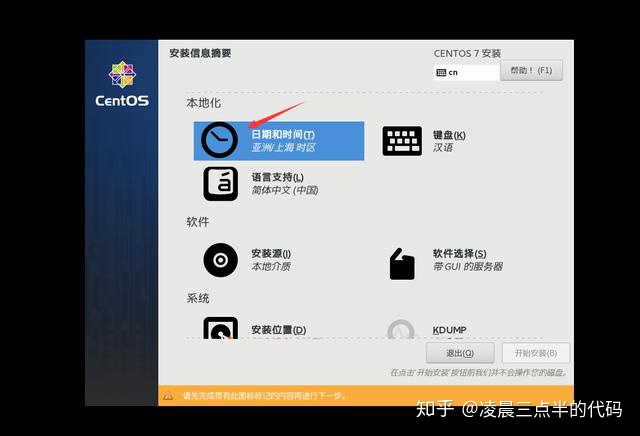 安装信息摘要
CENTOS 7 安装
cn
帮助！(F1)
CentOS
本地化
日期和时间(T)
亚洲/上海 时区
键盘(K)
汉语
语言支持(L)
简体中文 (中国)
软件
安装源(I)
本地介质
软件选择(S)
带 GUI 的服务器
系统
安装位置(D)
KDUMP
退出(Q)
开始安装(B)
在点击'开始安装'按钮前我们并不会操作您的磁盘。
请先完成带有此图标标记的内容再进行下一步。
知乎 @凌晨三点半的代码